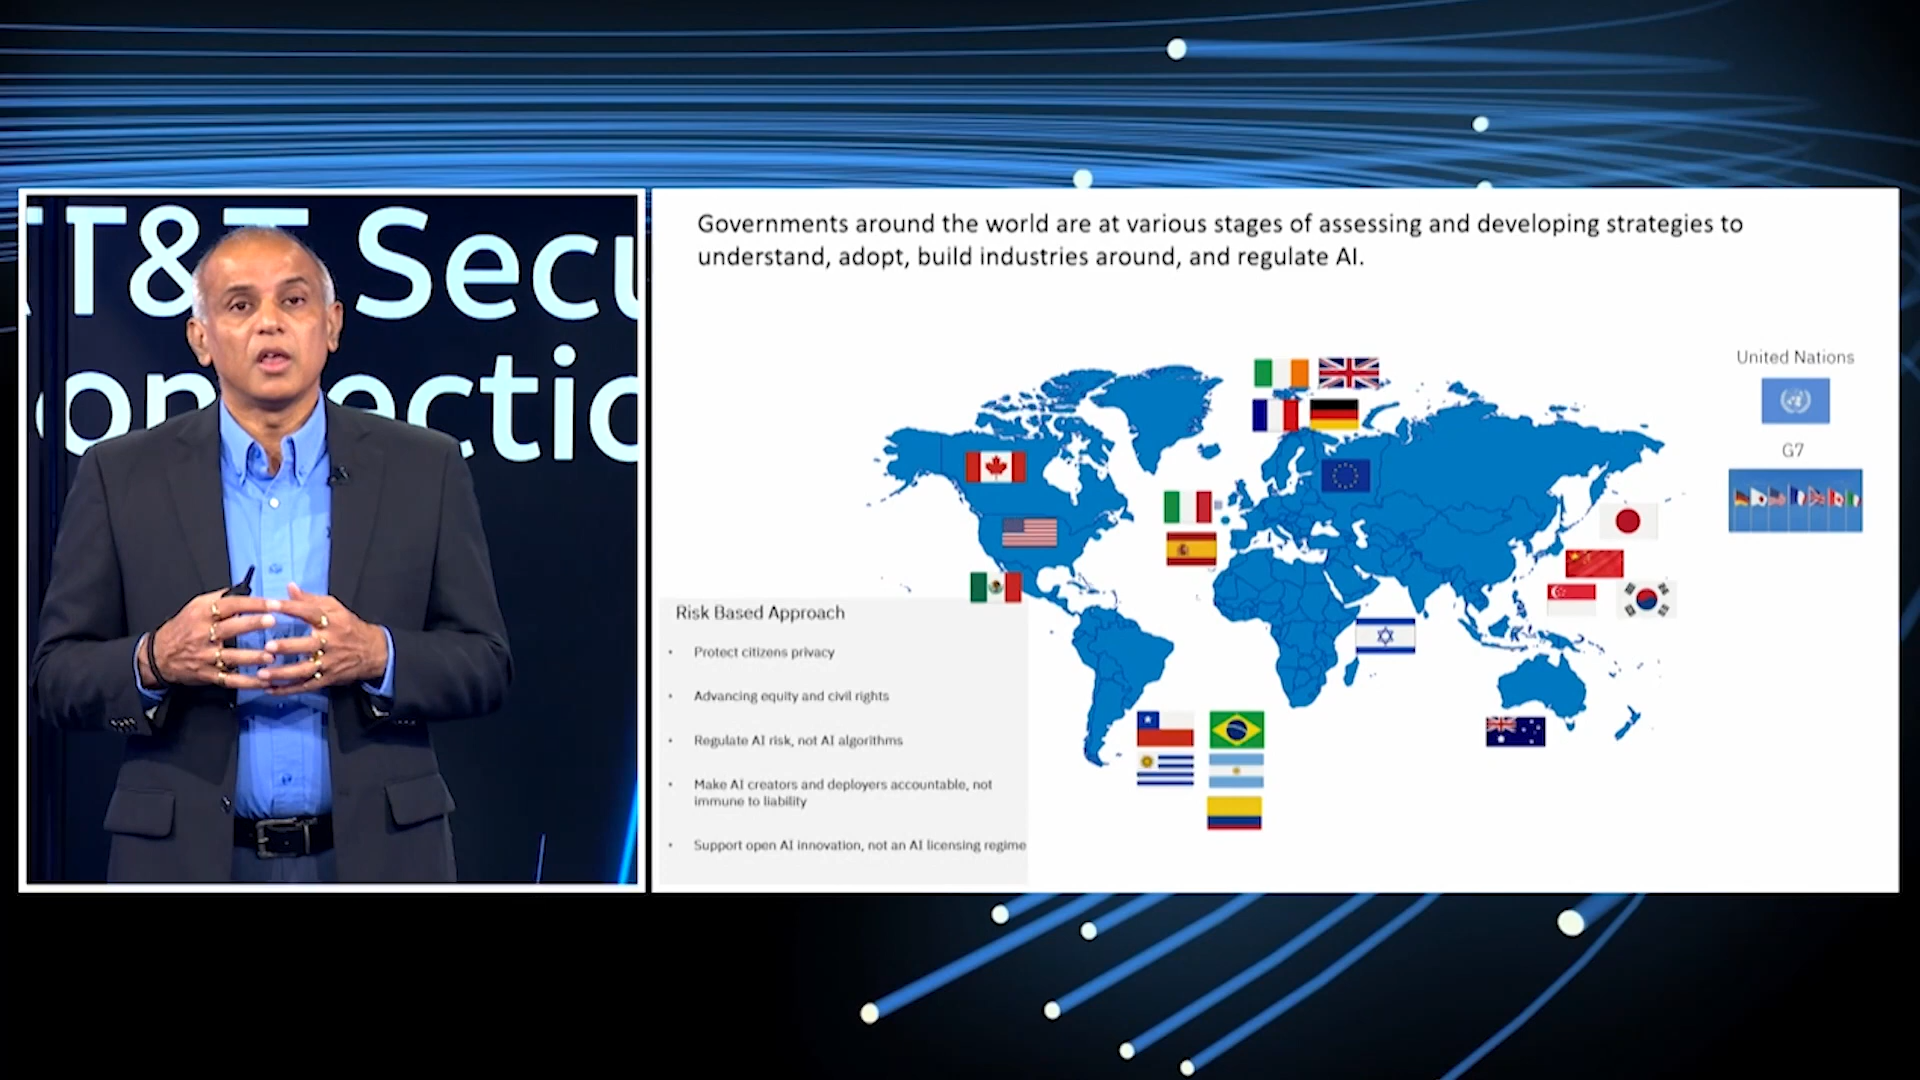 T&T Secu
onnectio
Governments around the world are at various stages of assessing and developing strategies to
understand, adopt, build industries around, and regulate AI.
United Nations
G7
Risk Based Approach
• Protect citizens privacy
• Advancing equity and civil rights
• Regulate AI risk, not AI algorithms
• Make AI creators and deployers accountable, not
immune to liability
• Support open AI innovation, not an AI licensing regime